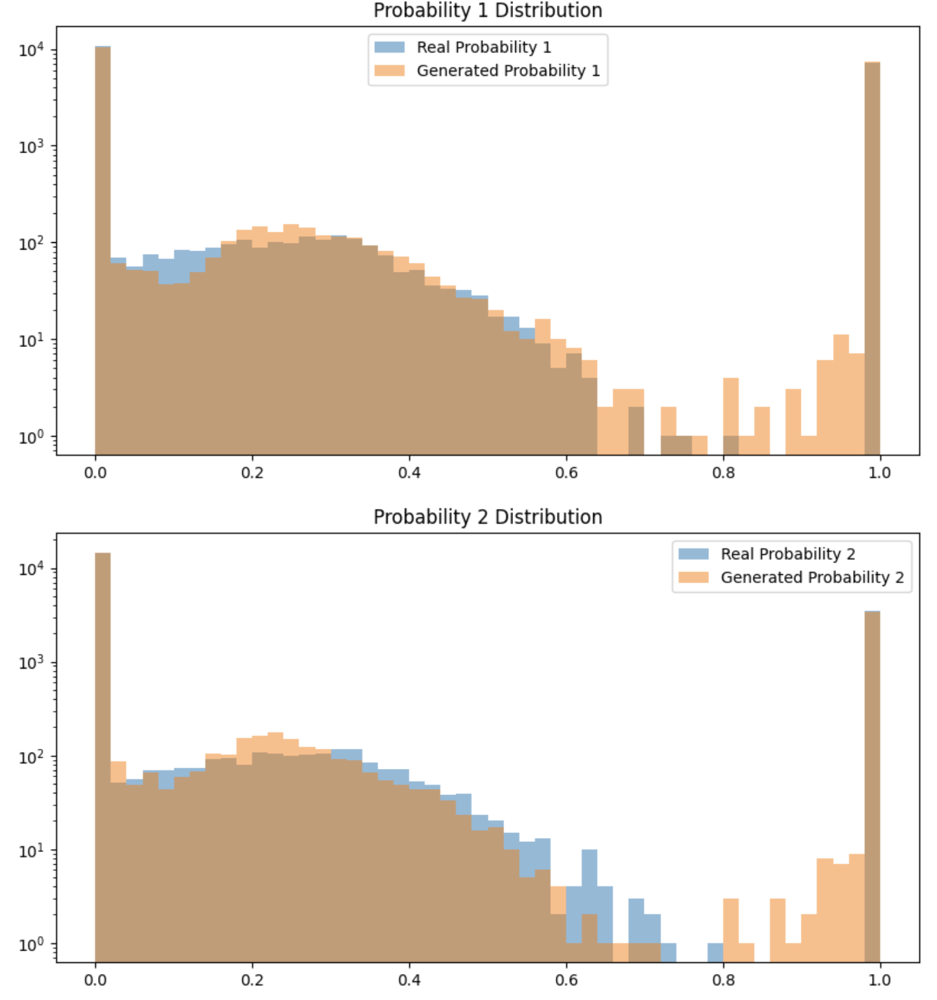 Probability 1 Distribution
Real Probability 1
Generated Probability 1
10⁴
10³
10²
10¹
10⁰
0.0 0.2 0.4 0.6 0.8 1.0
Probability 2 Distribution
Real Probability 2
Generated Probability 2
10⁴
10³
10²
10¹
10⁰
0.0 0.2 0.4 0.6 0.8 1.0